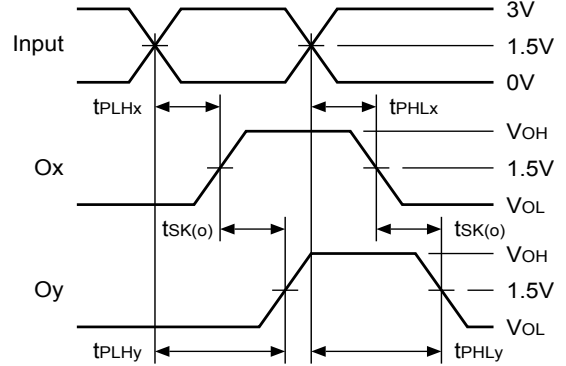 3V
Input 1.5V
0V
tPLHx tPHLx
VOH
Ox 1.5V
VOL
tSK(o) tSK(o)
VOH
Oy 1.5V
VOL
tPLHy tPHLy